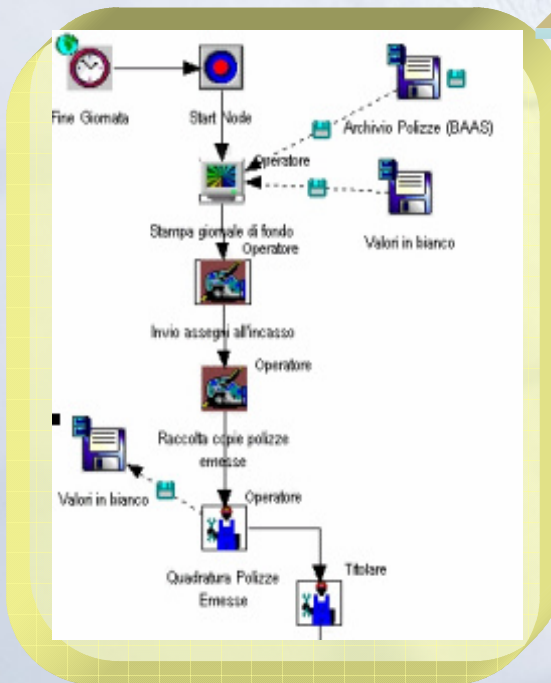 Fine Giornata
Start Node
Archivio Polizze (BAAS)
Operatore
Valori in bianco
Stampa giornale di fondo
Operatore
Invio assegni all'incasso
Operatore
Raccolta copie polizze
emesse
Valori in bianco
Operatore
Quadratura Polizze
Emesse
Titolare